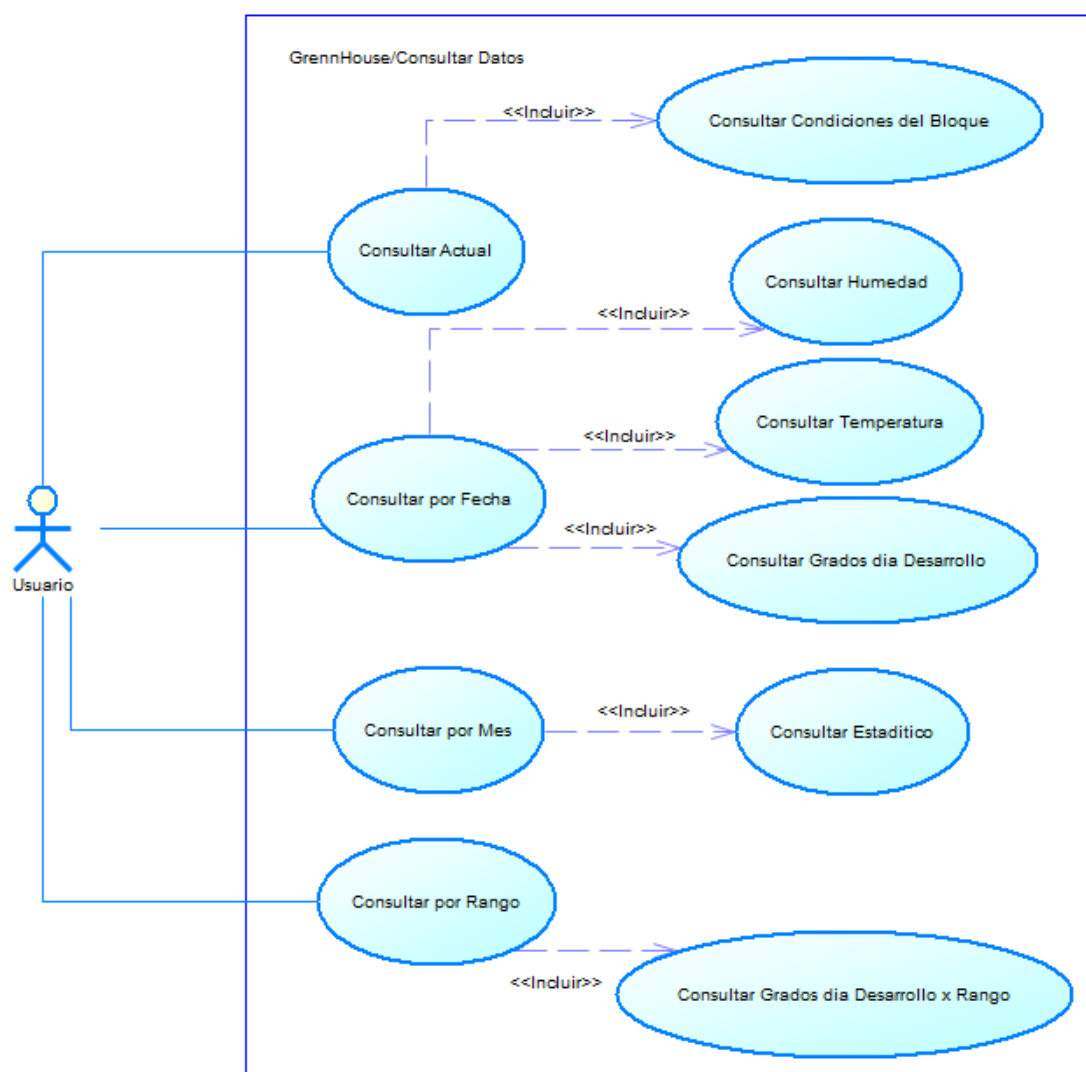 GrennHouse/Consultar Datos
<<Incluir>>
Consultar Condiciones del Bloque
Consultar Actual
Consultar Humedad
<<Incluir>>
Consultar Temperatura
<<Incluir>>
Consultar por Fecha
<<Incluir>>
Consultar Grados dia Desarrollo
Usuario
Consultar por Mes
<<Incluir>>
Consultar Estaditico
Consultar por Rango
<<Incluir>>
Consultar Grados dia Desarrollo x Rango